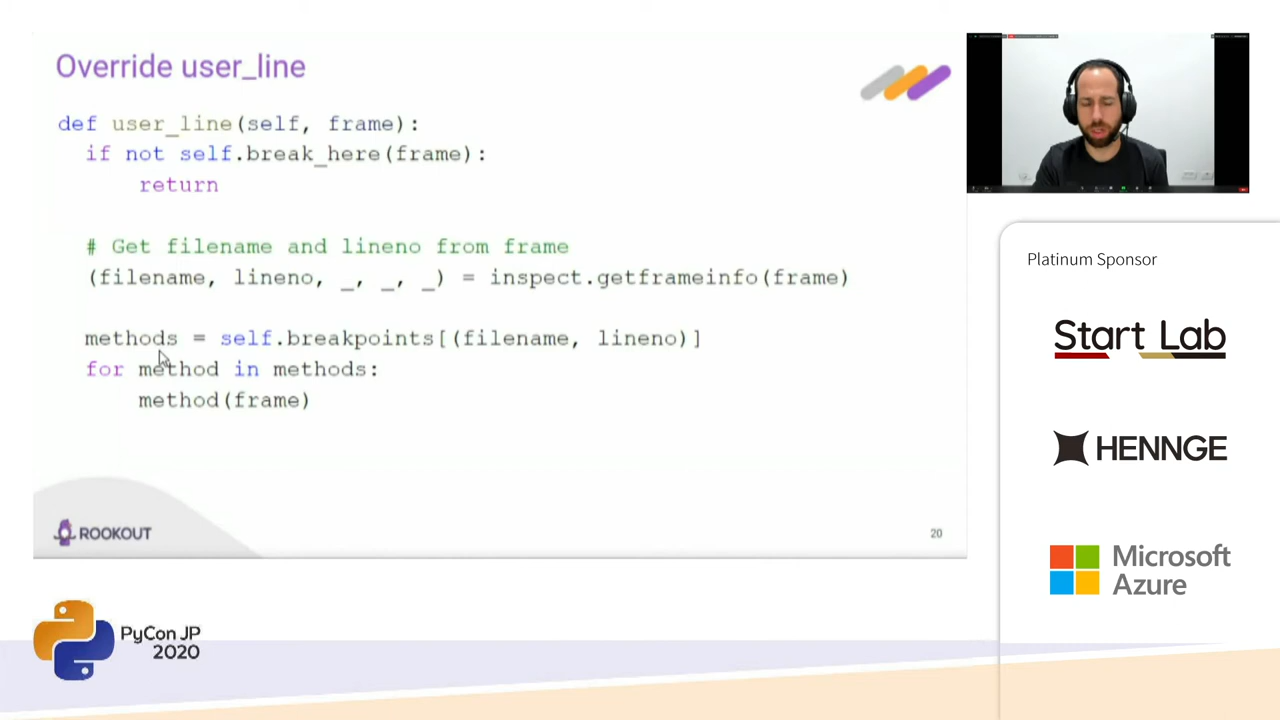 Override user_line
def user_line(self, frame):
if not self.break_here(frame):
return
# Get filename and lineno from frame
(filename, lineno, _, _, _) = inspect.getframeinfo(frame)
methods = self.breakpoints[(filename, lineno)]
for method in methods:
method(frame)
ROOKOUT
20
PyCon JP
2020
Platinum Sponsor
Start Lab
HENNGE
Microsoft
Azure